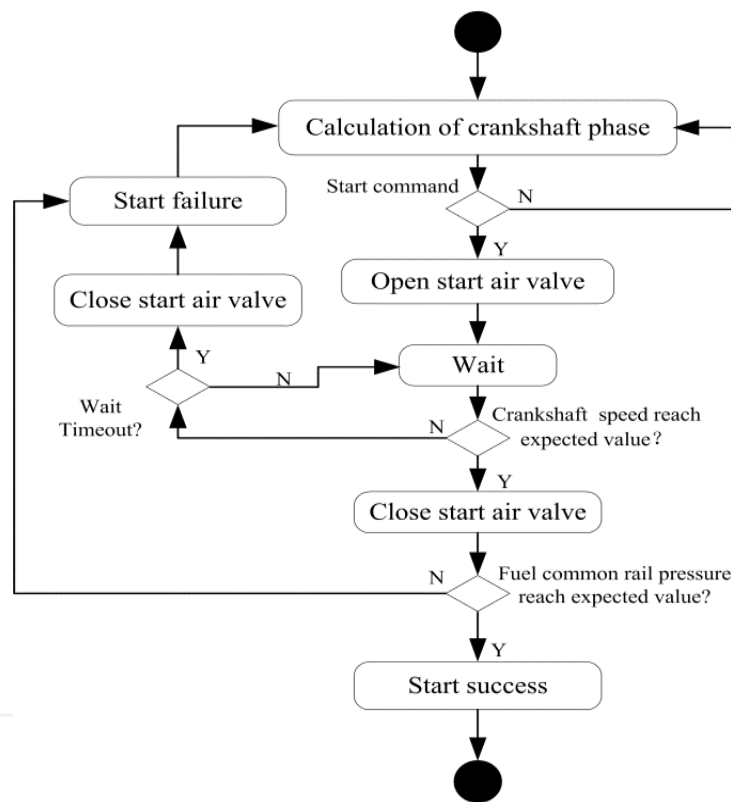 Calculation of crankshaft phase
Start command
N
Start failure
Y
Close start air valve
Open start air valve
Y
N
Wait
Wait
Timeout?
N
Crankshaft speed reach
expected value?
Y
Close start air valve
N
Fuel common rail pressure
reach expected value?
Y
Start success